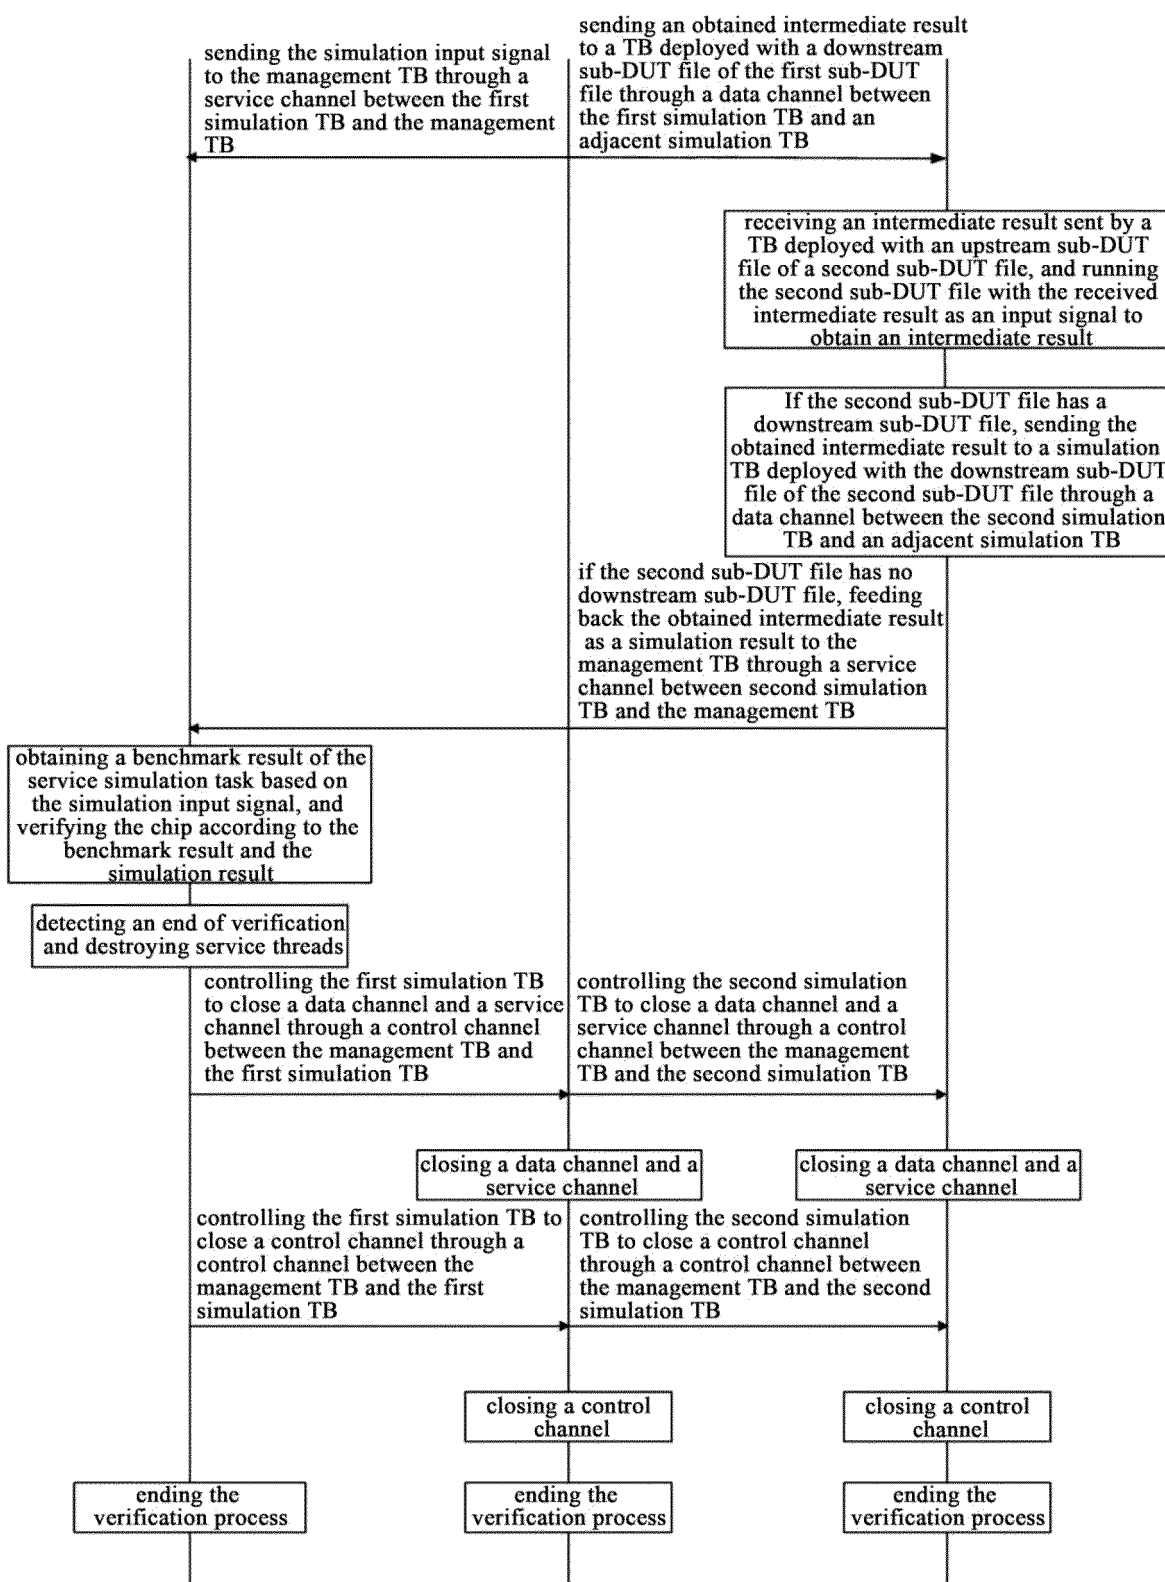 sending the simulation input signal
to the management TB through a
service channel between the first
simulation TB and the management
TB
sending an obtained intermediate result
to a TB deployed with a downstream
sub-DUT file of the first sub-DUT
file through a data channel between
the first simulation TB and an
adjacent simulation TB
receiving an intermediate result sent by a
TB deployed with an upstream sub-DUT
file of a second sub-DUT file, and running
the second sub-DUT file with the received
intermediate result as an input signal to
obtain an intermediate result
If the second sub-DUT file has a
downstream sub-DUT file, sending the
obtained intermediate result to a simulation
TB deployed with the downstream sub-DUT
file of the second sub-DUT file through a
data channel between the second simulation
TB and an adjacent simulation TB
if the second sub-DUT file has no
downstream sub-DUT file, feeding
back the obtained intermediate result
as a simulation result to the
management TB through a service
channel between second simulation
TB and the management TB
obtaining a benchmark result of the
service simulation task based on
the simulation input signal, and
verifying the chip according to the
benchmark result and the
simulation result
detecting an end of verification
and destroying service threads
controlling the first simulation TB
to close a data channel and a service
channel through a control channel
between the management TB and
the first simulation TB
controlling the second simulation
TB to close a data channel and a
service channel through a control
channel between the management
TB and the second simulation TB
closing a data channel and a
service channel
closing a data channel and a
service channel
controlling the first simulation TB to
close a control channel through a
control channel between the
management TB and the first
simulation TB
controlling the second simulation
TB to close a control channel
through a control channel between
the management TB and the second
simulation TB
closing a control
channel
closing a control
channel
ending the
verification process
ending the
verification process
ending the
verification process